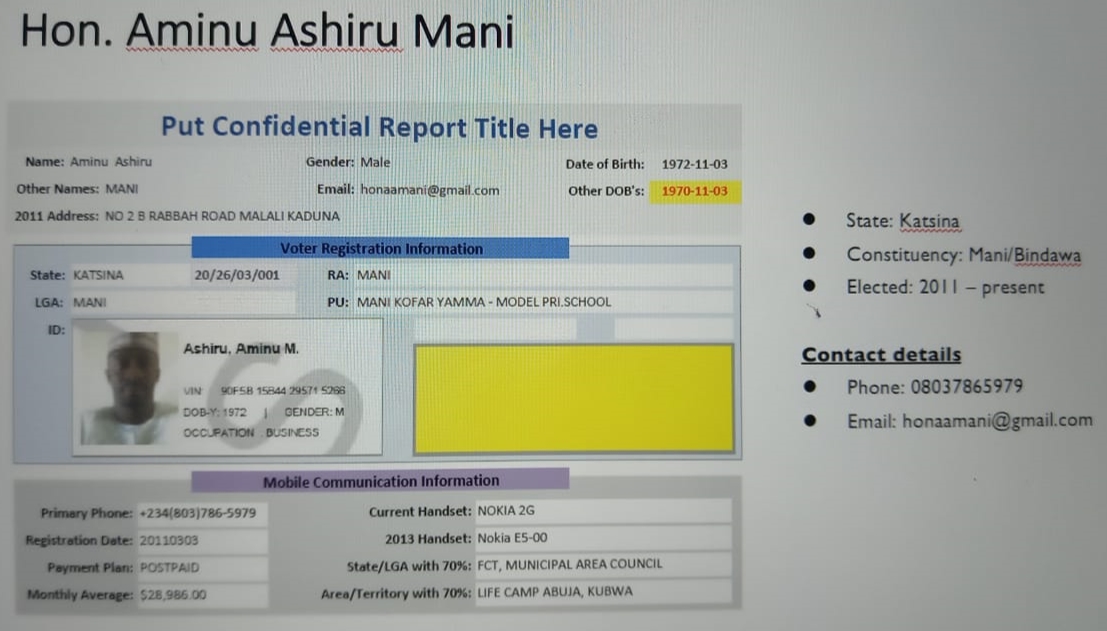 Hon. Aminu Ashiru Mani
Put Confidential Report Title Here
Name: Aminu Ashiru Gender: Male Date of Birth: 1972-11-03
Other Names: MANI Email: honaamani@gmail.com Other DOB's: 1970-11-03
2011 Address: NO 2 B RABBAH ROAD MALALI KADUNA
Voter Registration Information
State: KATSINA 20/26/03/001 RA: MANI
LGA: MANI PU: MANI KOFAR YAMMA - MODEL PRI.SCHOOL
ID:
Ashiru, Aminu M.
VIN: 90F5B 15844 29571 5266
DOB-Y: 1972 | GENDER: M
OCCUPATION : BUSINESS
Mobile Communication Information
Primary Phone: +234(803)786-5979 Current Handset: NOKIA 2G
Registration Date: 20110303 2013 Handset: Nokia E5-00
Payment Plan: POSTPAID State/LGA with 70%: FCT, MUNICIPAL AREA COUNCIL
Monthly Average: $28,986.00 Area/Territory with 70%: LIFE CAMP ABUJA, KUBWA
• State: Katsina
• Constituency: Mani/Bindawa
• Elected: 2011 – present
Contact details
• Phone: 08037865979
• Email: honaamani@gmail.com